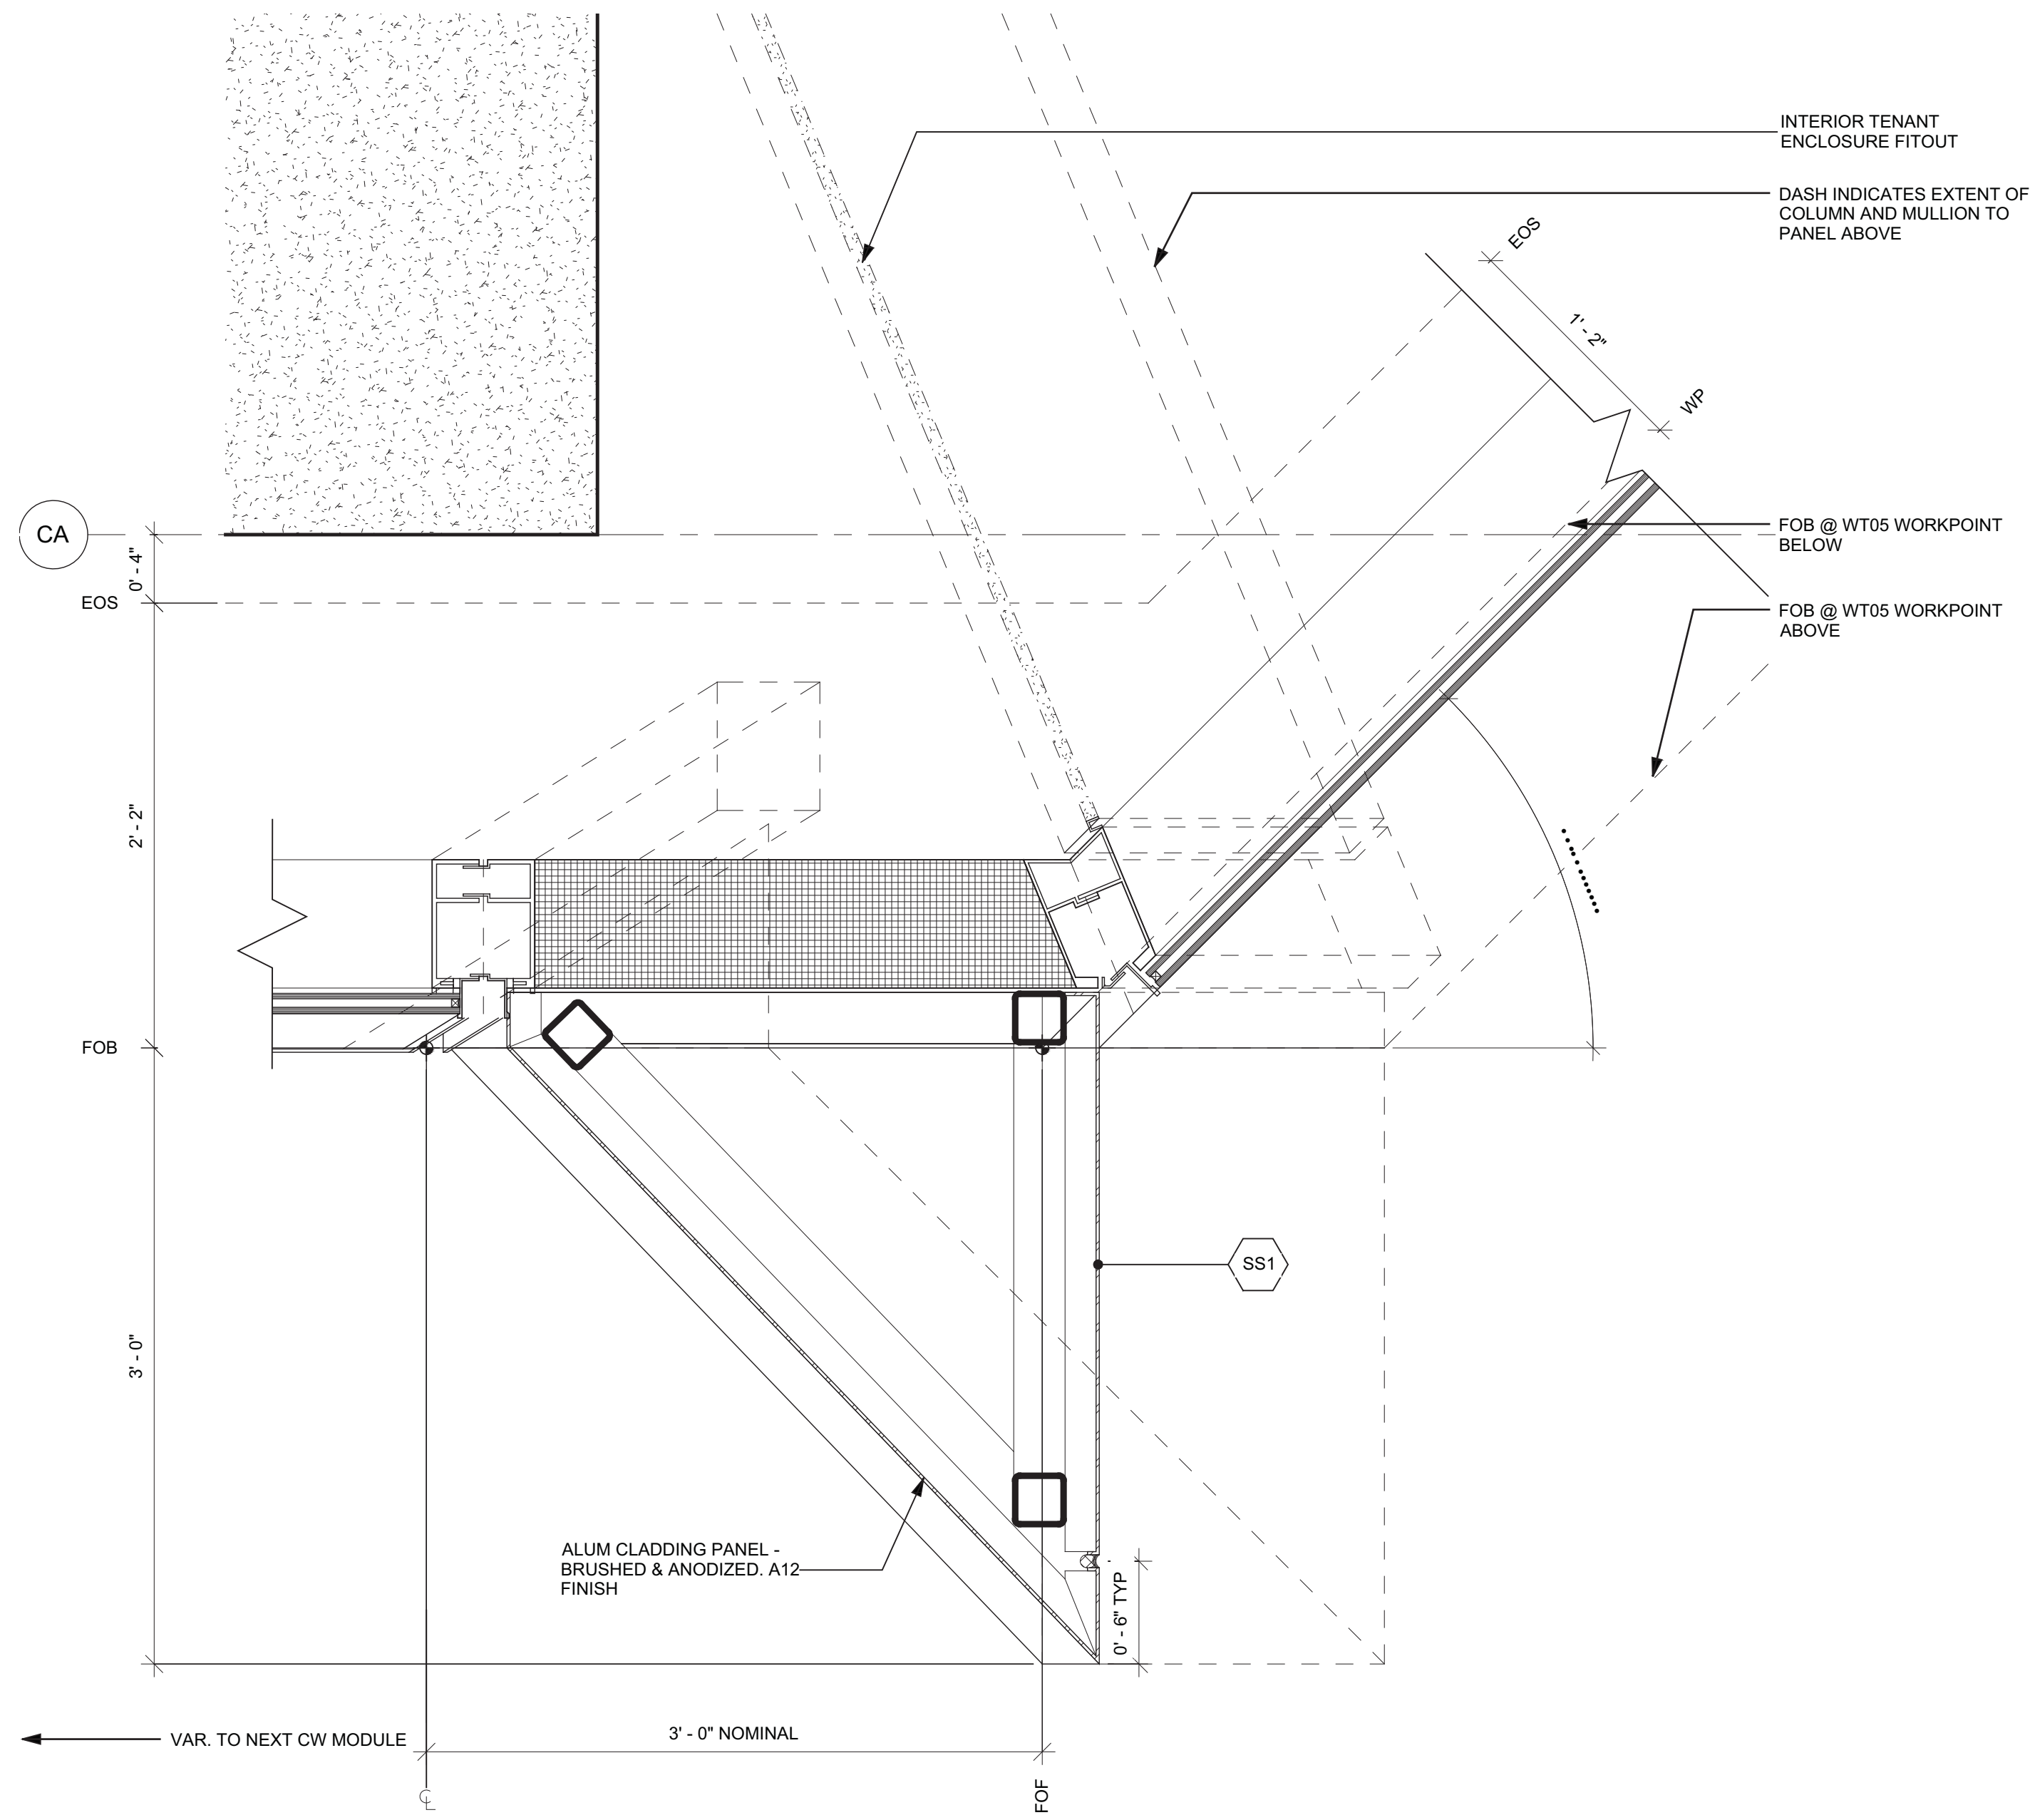 INTERIOR TENANT
ENCLOSURE FITOUT
DASH INDICATES EXTENT OF
COLUMN AND MULLION TO
PANEL ABOVE
EOS
1' - 2"
WP
CA
0' - 4"
EOS
FOB @ WT05 WORKPOINT
BELOW
FOB @ WT05 WORKPOINT
ABOVE
2' - 2"
FOB
SS1
3' - 0"
ALUM CLADDING PANEL -
BRUSHED & ANODIZED. A12
FINISH
0' - 6" TYP
VAR. TO NEXT CW MODULE
3' - 0" NOMINAL
℄
FOF